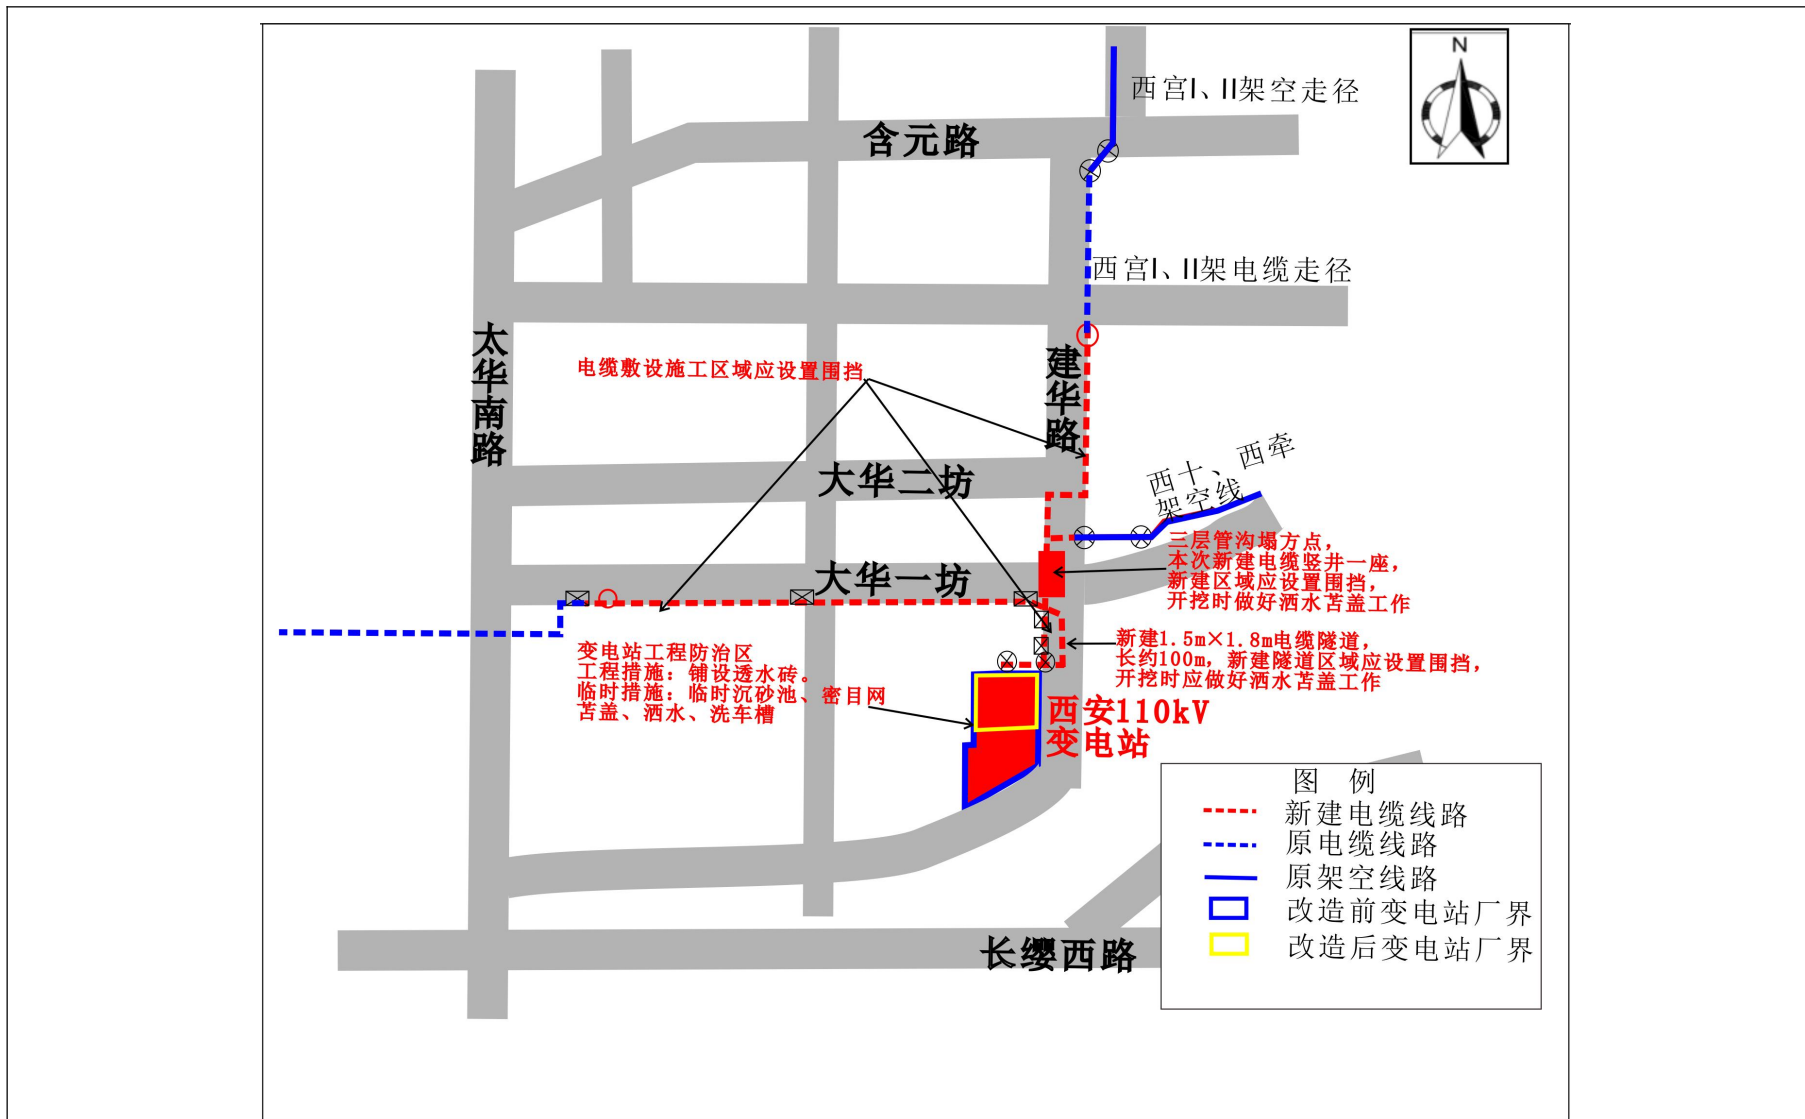 N
西宫I、II架空走径
含元路
西宫I、II架电缆走径
太华南路
建华路
电缆敷设施工区域应设置围挡
西十、西牵
架空线
大华二坊
三层管沟塌方点，
本次新建电缆竖井一座，
新建区域应设置围挡，
开挖时做好洒水苫盖工作
大华一坊
新建1.5m×1.8m电缆隧道，
长约100m，新建隧道区域应设置围挡，
开挖时应做好洒水苫盖工作
变电站工程防治区
工程措施：铺设透水砖。
临时措施：临时沉砂池、密目网
苫盖、洒水、洗车槽
西安110kV
变电站
图 例
新建电缆线路
原电缆线路
原架空线路
改造前变电站厂界
改造后变电站厂界
长缨西路